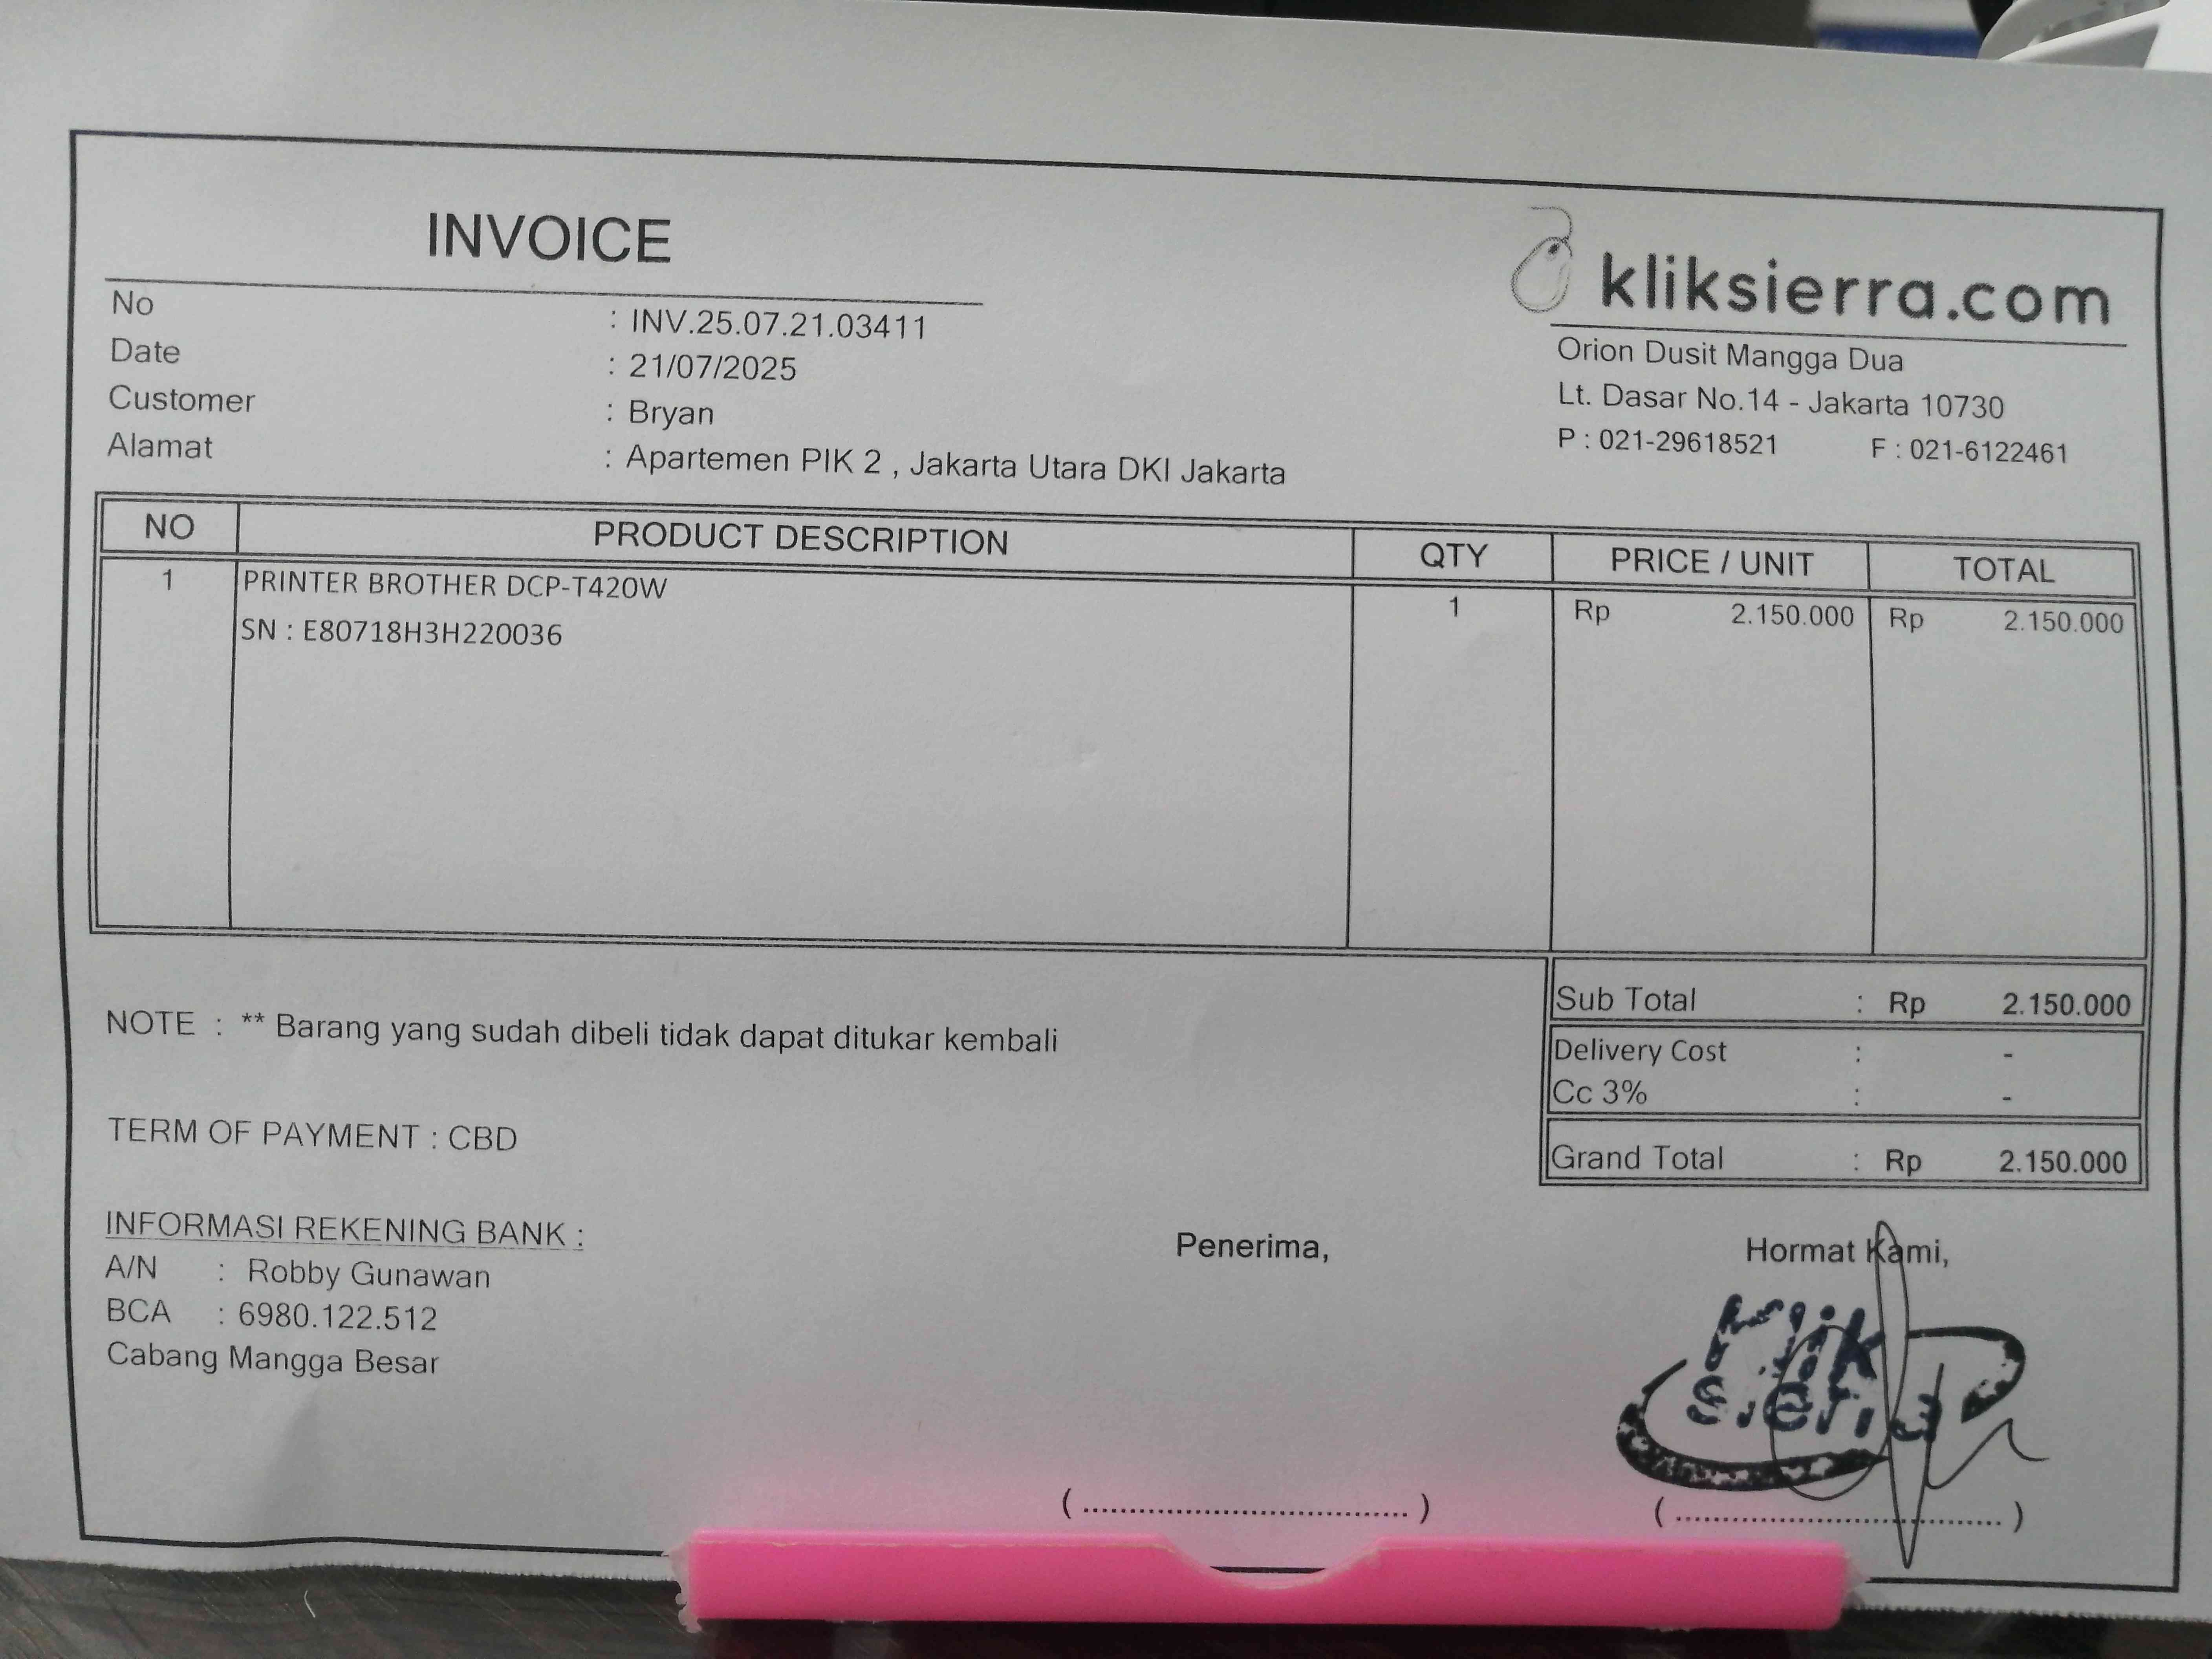 INVOICE
No : INV.25.07.21.03411
Date : 21/07/2025
Customer : Bryan
Alamat : Apartemen PIK 2 , Jakarta Utara DKI Jakarta
kliksierra.com
Orion Dusit Mangga Dua
Lt. Dasar No.14 - Jakarta 10730
P : 021-29618521 F : 021-6122461
NO PRODUCT DESCRIPTION QTY PRICE / UNIT TOTAL
1 PRINTER BROTHER DCP-T420W 1 Rp 2.150.000 Rp 2.150.000
SN : E80718H3H220036
Sub Total : Rp 2.150.000
Delivery Cost : -
Cc 3% : -
Grand Total : Rp 2.150.000
NOTE : ** Barang yang sudah dibeli tidak dapat ditukar kembali
TERM OF PAYMENT : CBD
INFORMASI REKENING BANK :
A/N : Robby Gunawan
BCA : 6980.122.512
Cabang Mangga Besar
Penerima,
(....................................)
Hormat Kami,
Klik
sierra
(....................................)